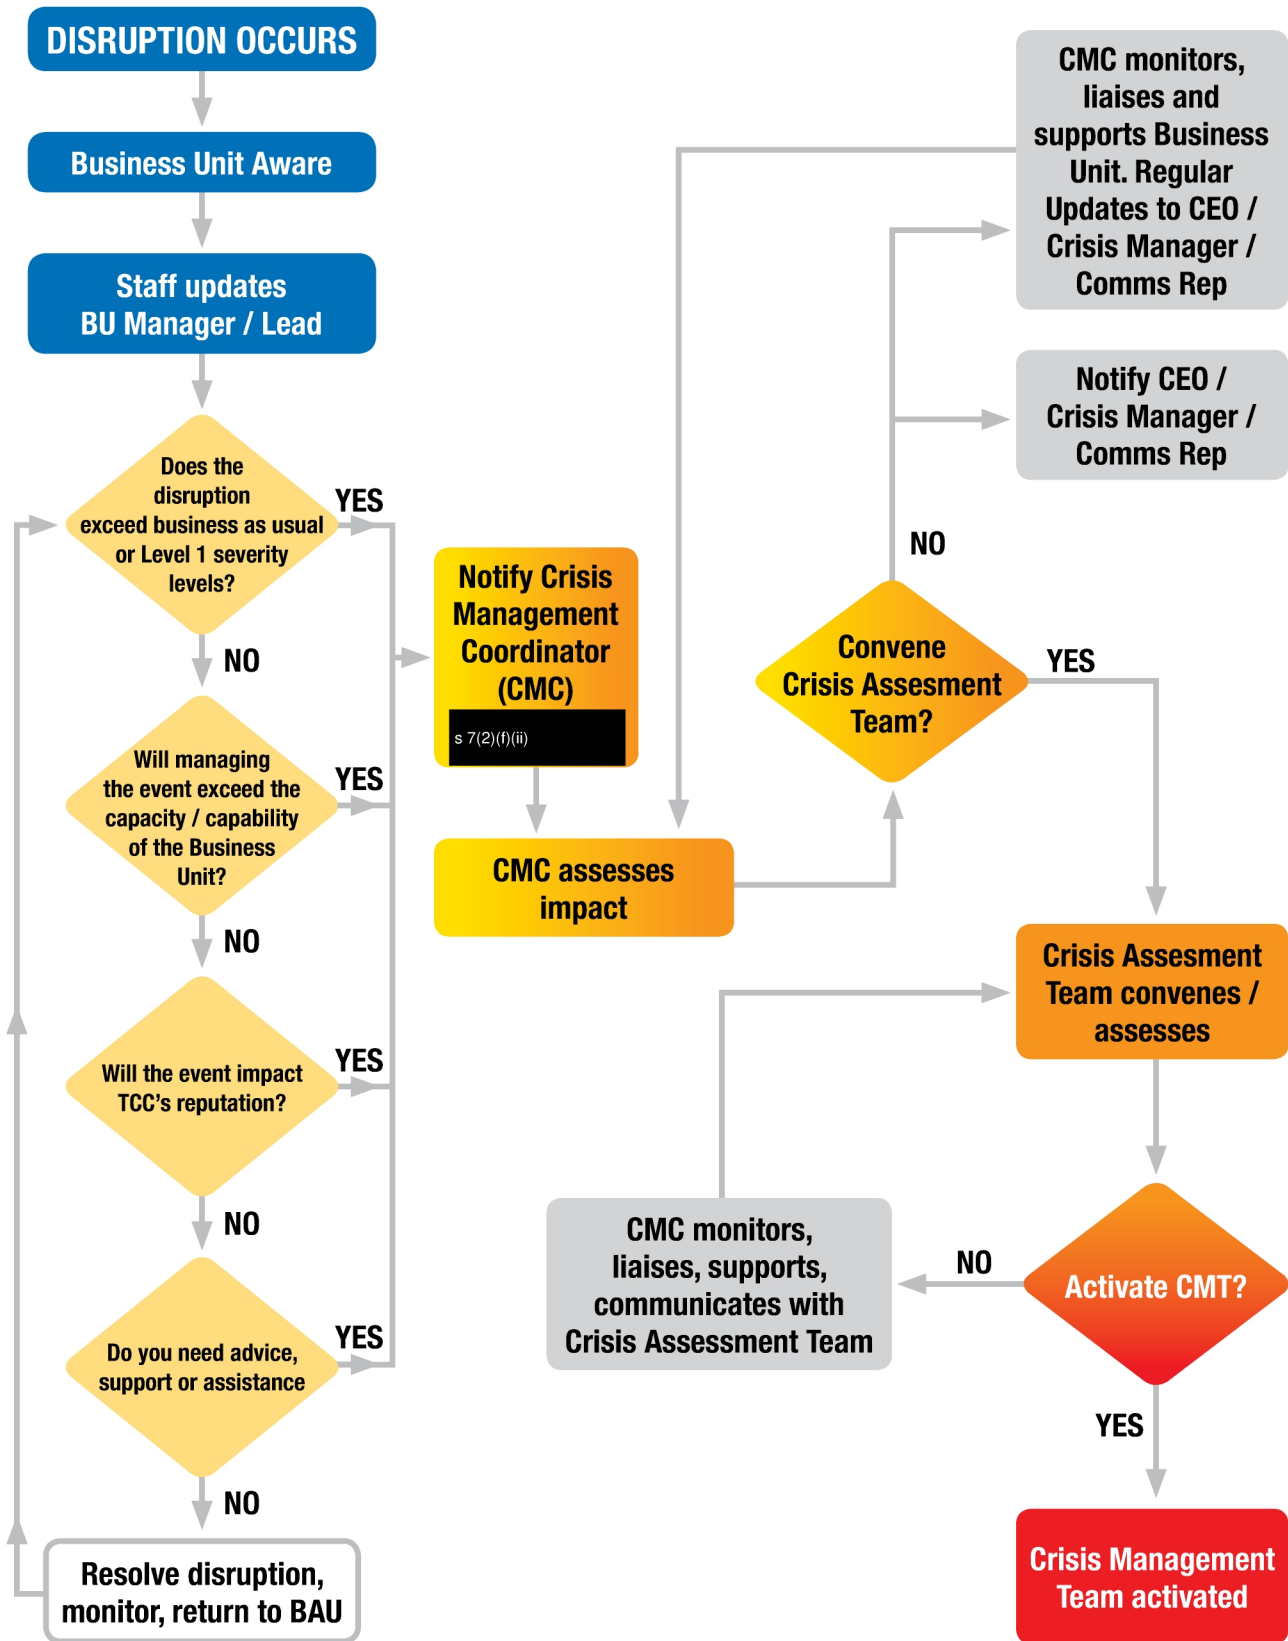 DISRUPTION OCCURS
Business Unit Aware
Staff updates
BU Manager / Lead
Does the
disruption
exceed business as usual
or Level 1 severity
levels?
YES
NO
Will managing
the event exceed the
capacity / capability
of the Business
Unit?
YES
NO
Will the event impact
TCC's reputation?
YES
NO
Do you need advice,
support or assistance
YES
NO
Resolve disruption,
monitor, return to BAU
Notify Crisis
Management
Coordinator
(CMC)
s 7(2)(f)(ii)
CMC assesses
impact
Convene
Crisis Assesment
Team?
NO
YES
CMC monitors,
liaises and
supports Business
Unit. Regular
Updates to CEO /
Crisis Manager /
Comms Rep
Notify CEO /
Crisis Manager /
Comms Rep
Crisis Assesment
Team convenes /
assesses
Activate CMT?
NO
CMC monitors,
liaises, supports,
communicates with
Crisis Assessment Team
YES
Crisis Management
Team activated